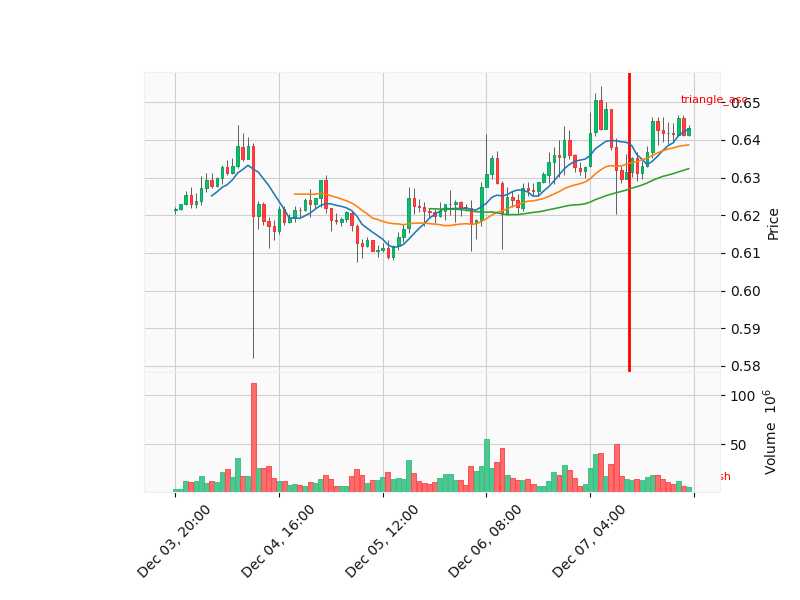 triangle_asc
0.65
0.64
0.63
0.62
0.61
0.60
0.59
0.58
Price
100
50
Volume 10^6
sh
Dec 03, 20:00
Dec 04, 16:00
Dec 05, 12:00
Dec 06, 08:00
Dec 07, 04:00